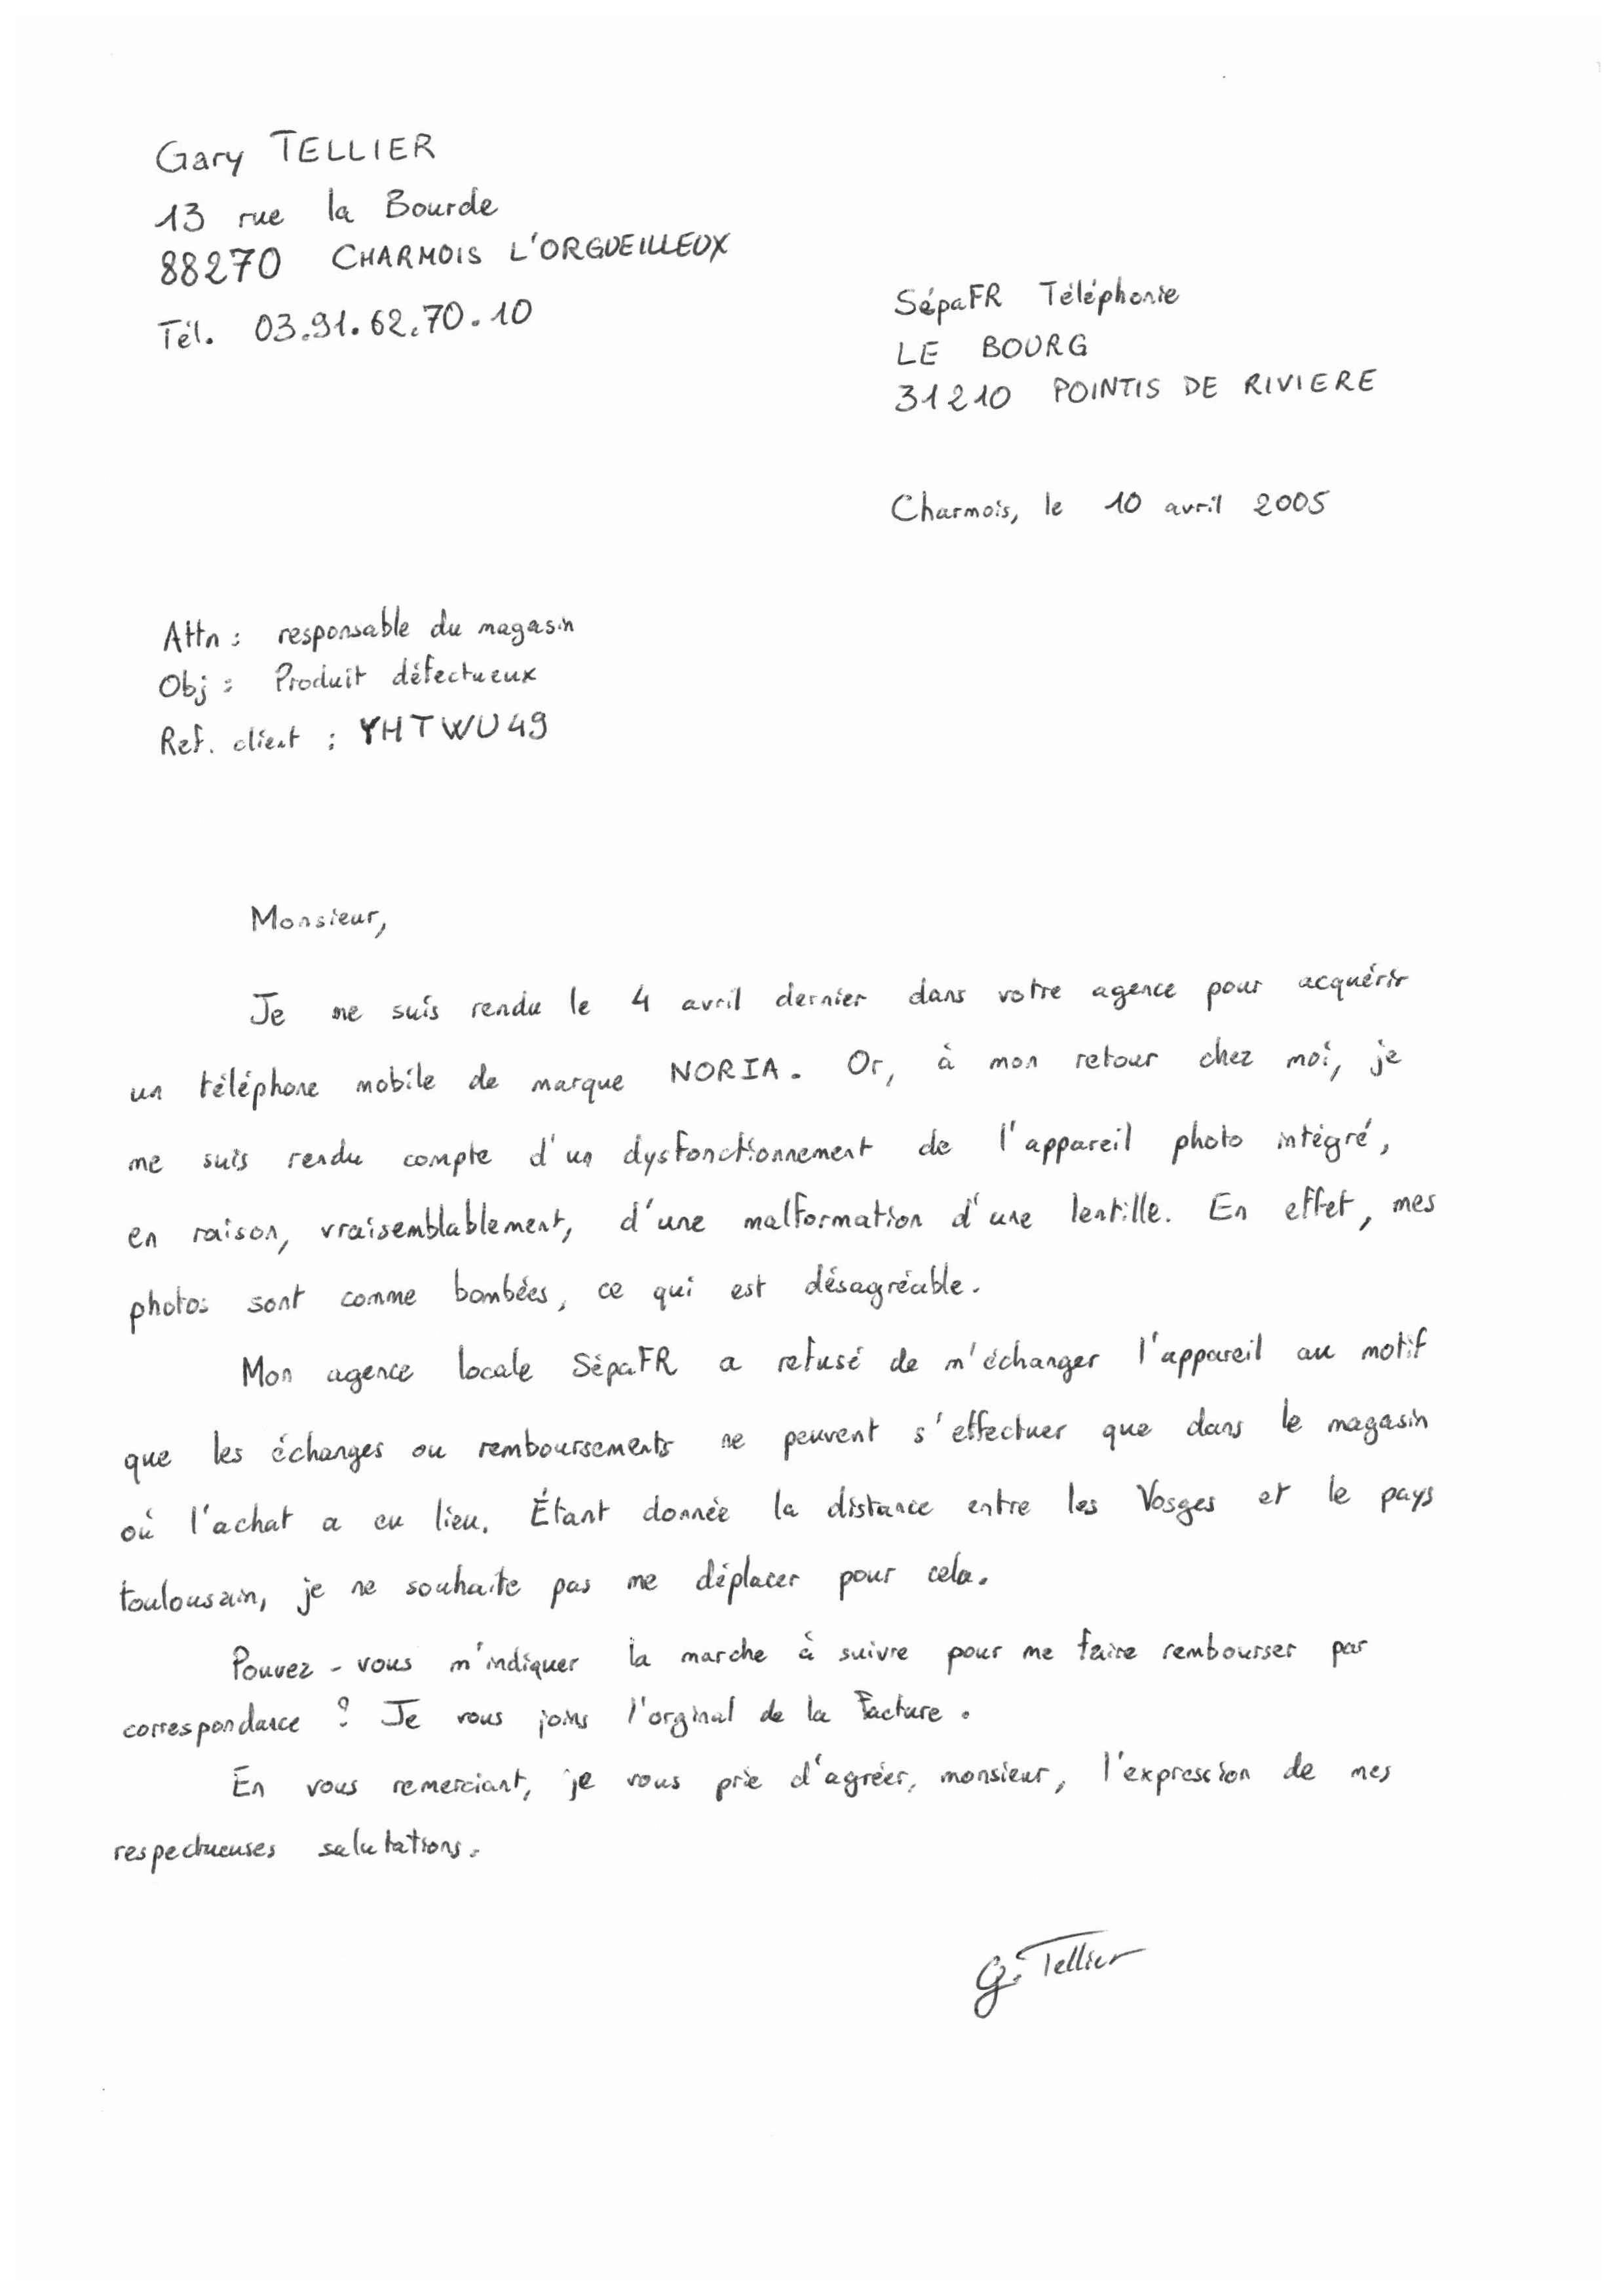 Gary TELLIER
13 rue la Bourde
88270 CHARMOIS L'ORGUEILLEUX
Tél. 03.91.62.70.10
SépaFR Téléphonie
LE BOURG
31210 POINTIS DE RIVIERE
Charmois, le 10 avril 2005
Attn : responsable du magasin
Obj : Produit défectueux
Ref. client : YHTWU49
Monsieur,
Je me suis rendu le 4 avril dernier dans votre agence pour acquérir
un téléphone mobile de marque NORIA. Or, à mon retour chez moi, je
me suis rendu compte d'un dysfonctionnement de l'appareil photo intégré,
en raison, vraisemblablement, d'une malformation d'une lentille. En effet, mes
photos sont comme bombées, ce qui est désagréable.
Mon agence locale SépaFR a refusé de m'échanger l'appareil au motif
que les échanges ou remboursements ne peuvent s'effectuer que dans le magasin
où l'achat a eu lieu. Étant donnée la distance entre les Vosges et le pays
toulousain, je ne souhaite pas me déplacer pour cela.
Pouvez-vous m'indiquer la marche à suivre pour me faire rembourser par
correspondance ? Je vous joins l'orginal de la facture.
En vous remerciant, je vous prie d'agréer, monsieur, l'expression de mes
respectueuses salutations.
G. Tellier